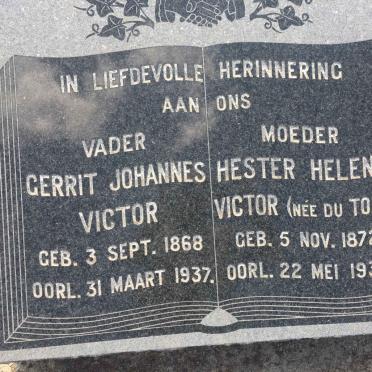 IN LIEFDEVOLLE HERINNERING
AAN ONS
VADER
GERRIT JOHANNES
VICTOR
GEB. 3 SEPT. 1868
OORL. 31 MAART 1937.
MOEDER
HESTER HELEN
VICTOR (NÉE DU TO
GEB. 5 NOV. 1872
OORL. 22 MEI 193